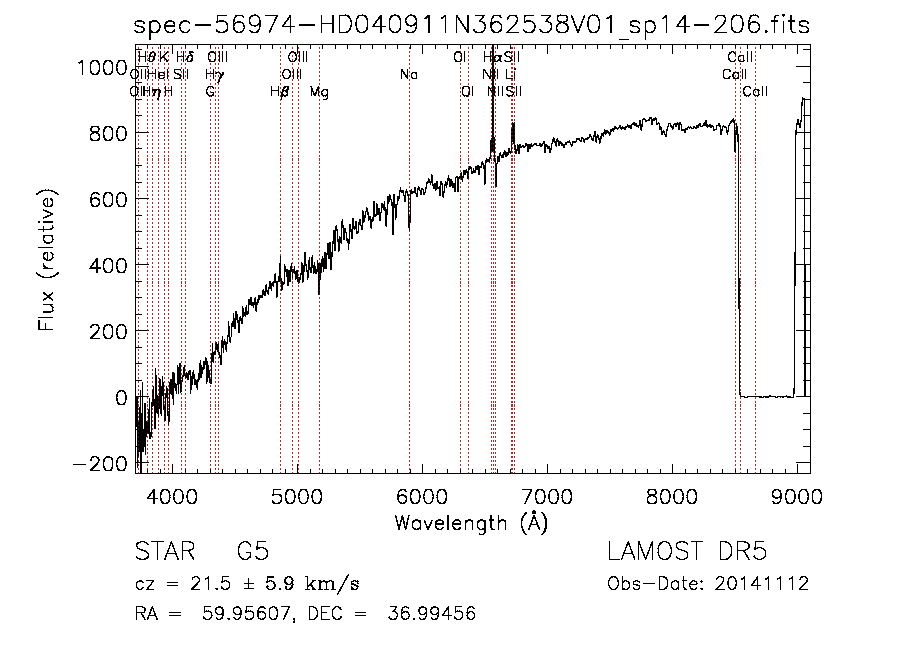 spec-56974-HD040911N362538V01_sp14-206.fits
Hθ K Hδ OIII OIII OI Hα SII CaII
OII HeI SII Hγ OIII NII Li CaII
OII Hη H G Hβ Mg Na OI NII SII CaII
1000
800
600
400
200
0
-200
Flux (relative)
4000 5000 6000 7000 8000 9000
Wavelength (Å)
STAR G5 LAMOST DR5
cz = 21.5 ± 5.9 km/s Obs-Date: 20141112
RA = 59.95607, DEC = 36.99456